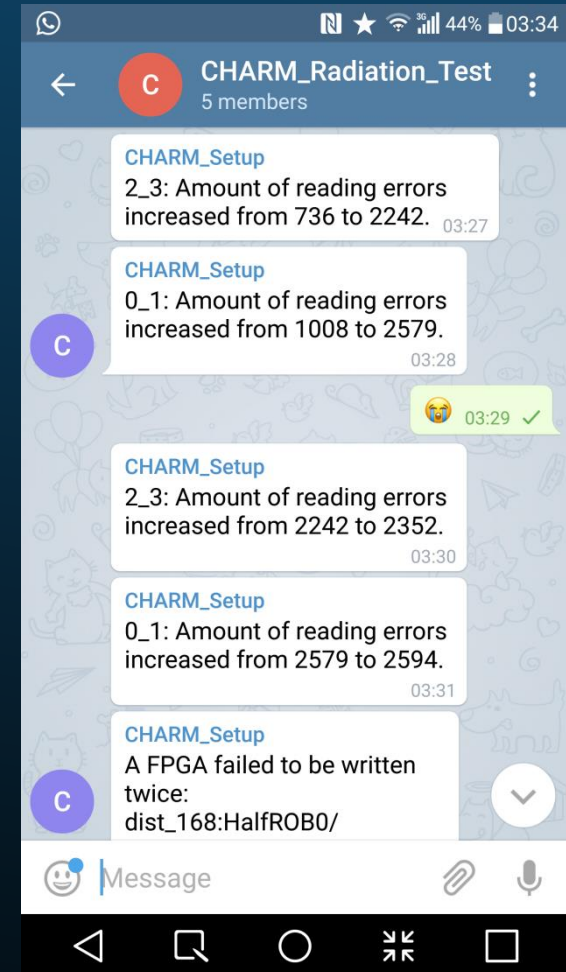 3G 44% 03:34
C
CHARM_Radiation_Test
5 members
CHARM_Setup
2_3: Amount of reading errors
increased from 736 to 2242. 03:27
CHARM_Setup
0_1: Amount of reading errors
increased from 1008 to 2579.
03:28
C
😭 03:29
CHARM_Setup
2_3: Amount of reading errors
increased from 2242 to 2352.
03:30
CHARM_Setup
0_1: Amount of reading errors
increased from 2579 to 2594.
03:31
CHARM_Setup
A FPGA failed to be written
twice:
dist_168:HalfROB0/
C
Message